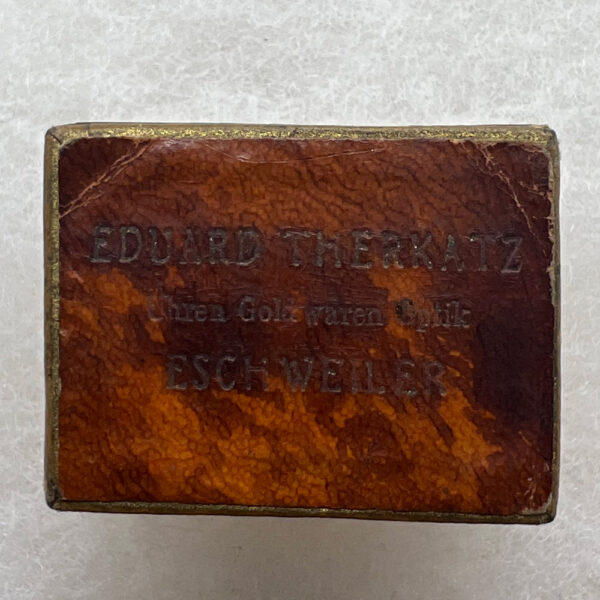 EDUARD THERKATZ
Uhren Goldwaren Optik
ESCHWEILER